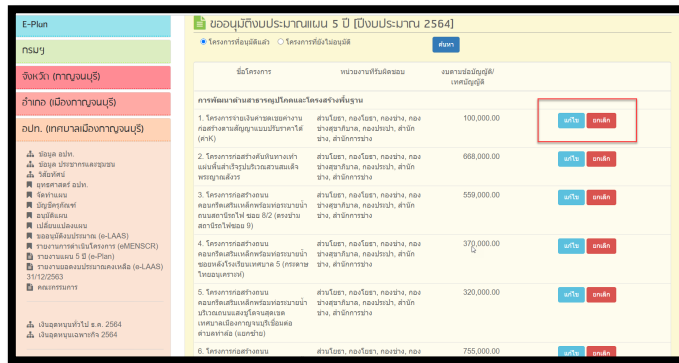 E-Plan
กรมฯ
จังหวัด (กาญจนบุรี)
อำเภอ (เมืองกาญจนบุรี)
อปท. (เทศบาลเมืองกาญจนบุรี)
ข้อมูล อปท.
ข้อมูล ประชากรและชุมชน
วิสัยทัศน์
ยุทธศาสตร์ อปท.
จัดทำแผน
บัญชีครุภัณฑ์
อนุมัติแผน
เปลี่ยนแปลงแผน
ขออนุมัติงบประมาณ (e-LAAS)
รายงานการดำเนินโครงการ (eMENSCR)
รายงานแผน 5 ปี (e-Plan)
รายงานยอดงบประมาณคงเหลือ (e-LAAS)
31/12/2563
คณะกรรมการ
เงินอุดหนุนทั่วไป ธ.ค. 2564
เงินอุดหนุนเฉพาะกิจ 2564
ขออนุมัติงบประมาณแผน 5 ปี [ปีงบประมาณ 2564]
โครงการที่อนุมัติแล้ว โครงการที่ยังไม่อนุมัติ ค้นหา
ชื่อโครงการ หน่วยงานที่รับผิดชอบ งบตามข้อบัญญัติ/
เทศบัญญัติ
การพัฒนาด้านสาธารณูปโภคและโครงสร้างพื้นฐาน
1. โครงการจ่ายเงินค่าชดเชยค่างาน ส่วนโยธา, กองโยธา, กองช่าง, กอง 100,000.00 แก้ไข ยกเลิก
ก่อสร้างตามสัญญาแบบปรับราคาได้ ช่างสุขาภิบาล, กองประปา, สำนัก
(ค่าK) ช่าง, สำนักการช่าง
2. โครงการก่อสร้างคันหินทางเท้า ส่วนโยธา, กองโยธา, กองช่าง, กอง 668,000.00 แก้ไข ยกเลิก
แผ่นพื้นสำเร็จรูปบริเวณสวนสมเด็จ ช่างสุขาภิบาล, กองประปา, สำนัก
พระญาณสังวร ช่าง, สำนักการช่าง
3. โครงการก่อสร้างถนน ส่วนโยธา, กองโยธา, กองช่าง, กอง 559,000.00 แก้ไข ยกเลิก
คอนกรีตเสริมเหล็กพร้อมท่อระบายน้ำ ช่างสุขาภิบาล, กองประปา, สำนัก
ถนนสถานีรถไฟ ซอย 8/2 (ตรงข้าม ช่าง, สำนักการช่าง
สถานีรถไฟซอย 9)
4. โครงการก่อสร้างถนน ส่วนโยธา, กองโยธา, กองช่าง, กอง 370,000.00 แก้ไข ยกเลิก
คอนกรีตเสริมเหล็กพร้อมท่อระบายน้ำ ช่างสุขาภิบาล, กองประปา, สำนัก
ซอยหลังโรงเรียนเทศบาล 5 (กระดาษ ช่าง, สำนักการช่าง
ไทยอนุเคราะห์)
5. โครงการก่อสร้างถนน ส่วนโยธา, กองโยธา, กองช่าง, กอง 320,000.00 แก้ไข ยกเลิก
คอนกรีตเสริมเหล็กพร้อมท่อระบายน้ำ ช่างสุขาภิบาล, กองประปา, สำนัก
บริเวณถนนแสงชูโตจนสุดเขต ช่าง, สำนักการช่าง
เทศบาลเมืองกาญจนบุรีเชื่อมต่อ
ตำบลท่าล้อ (แยกซ้าย)
6. โครงการก่อสร้างถนน ส่วนโยธา, กองโยธา, กองช่าง, กอง 755,000.00 แก้ไข ยกเลิก